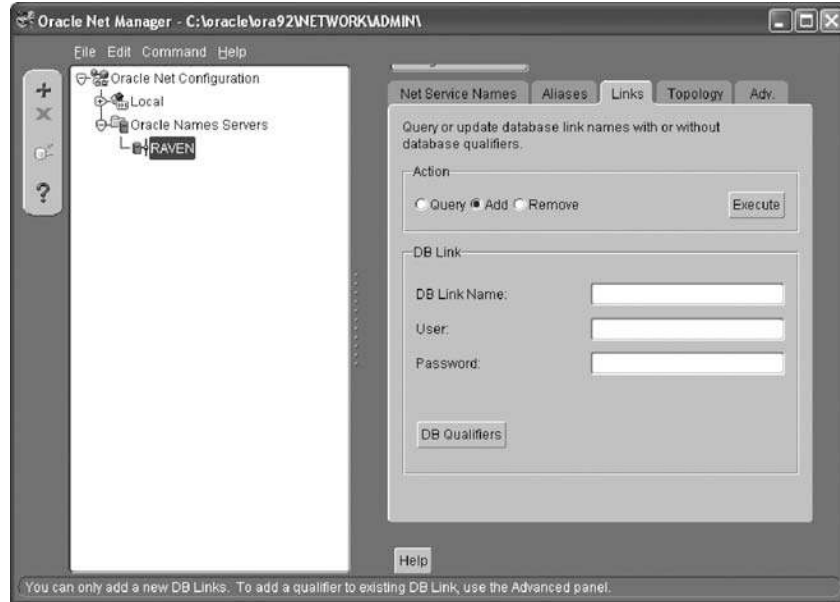 Oracle Net Manager - C:\oracle\ora92\NETWORK\ADMIN\
File Edit Command Help
Oracle Net Configuration
Local
Oracle Names Servers
RAVEN
Net Service Names Aliases Links Topology Adv.
Query or update database link names with or without
database qualifiers.
Action
Query Add Remove Execute
DB Link
DB Link Name:
User:
Password:
DB Qualifiers
Help
You can only add a new DB Links. To add a qualifier to existing DB Link, use the Advanced panel.